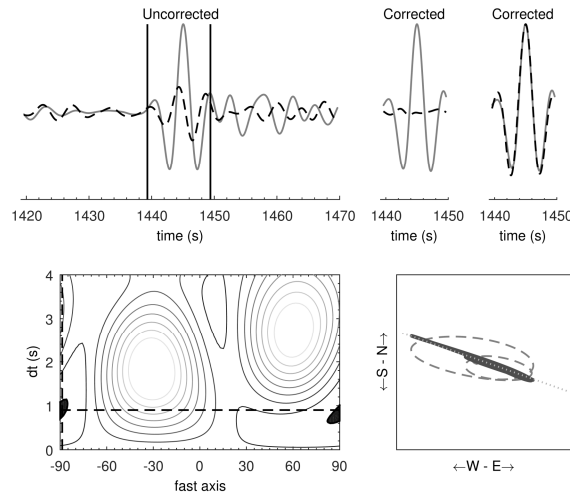 Uncorrected
Corrected
Corrected
1420 1430 1440 1450 1460 1470
time (s)
1440 1450
time (s)
1440 1450
time (s)
4
3
2
1
0
dt (s)
-90 -60 -30 0 30 60 90
fast axis
←S - N→
←W - E→